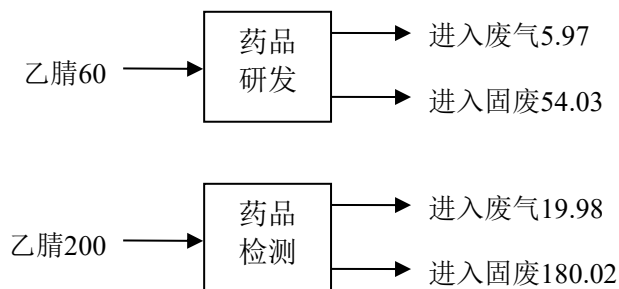 药品
研发
乙腈60
进入废气5.97
进入固废54.03
药品
检测
乙腈200
进入废气19.98
进入固废180.02